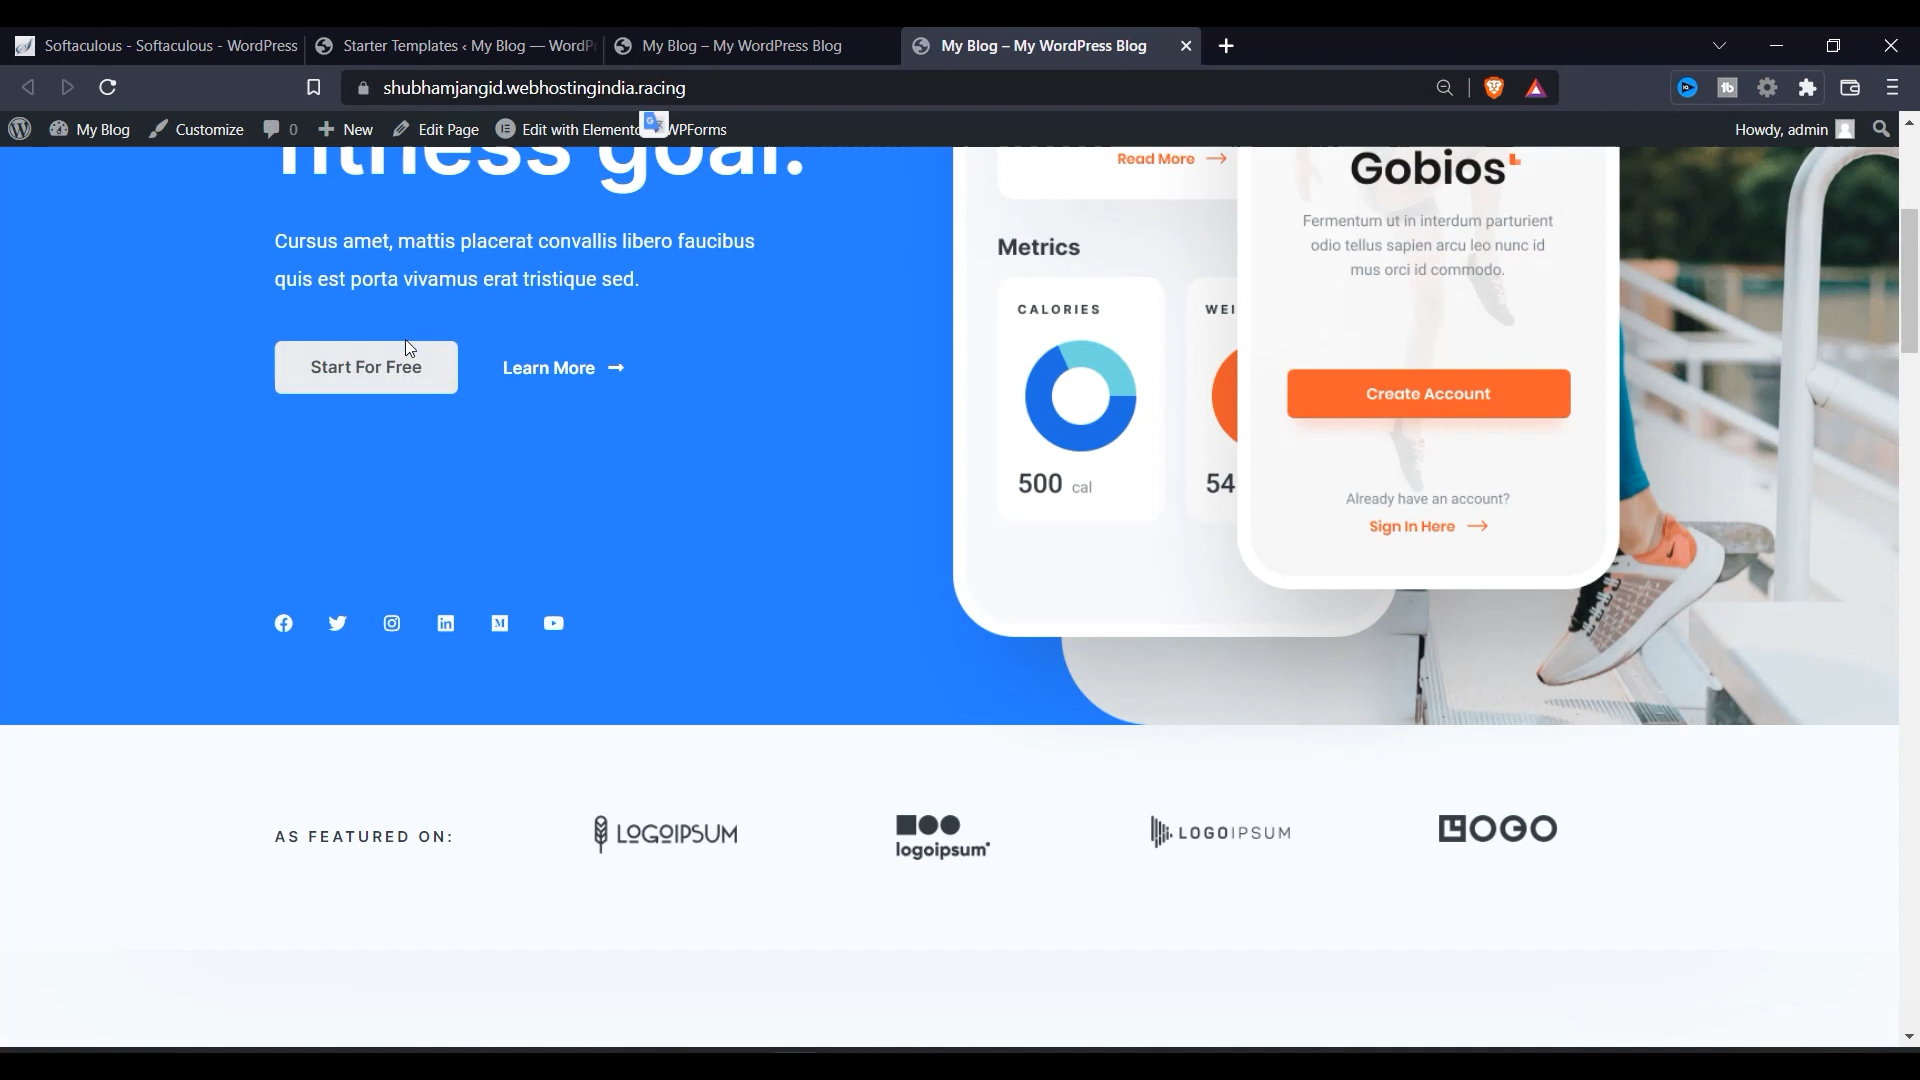 Softaculous - Softaculous - WordPress
Starter Templates ‹ My Blog — WordP
My Blog – My WordPress Blog
My Blog – My WordPress Blog
shubhamjangid.webhostingindia.racing
My Blog
Customize
0
New
Edit Page
Edit with Elemento
WPForms
Howdy, admin
fitness goal.
Cursus amet, mattis placerat convallis libero faucibus
quis est porta vivamus erat tristique sed.
Start For Free
Learn More →
Read More →
Metrics
CALORIES
500 cal
WEI
54
Gobios
Fermentum ut in interdum parturient
odio tellus sapien arcu leo nunc id
mus orci id commodo.
Create Account
Already have an account?
Sign In Here →
AS FEATURED ON:
LOGOIPSUM
logoipsum
LOGOIPSUM
LOGO